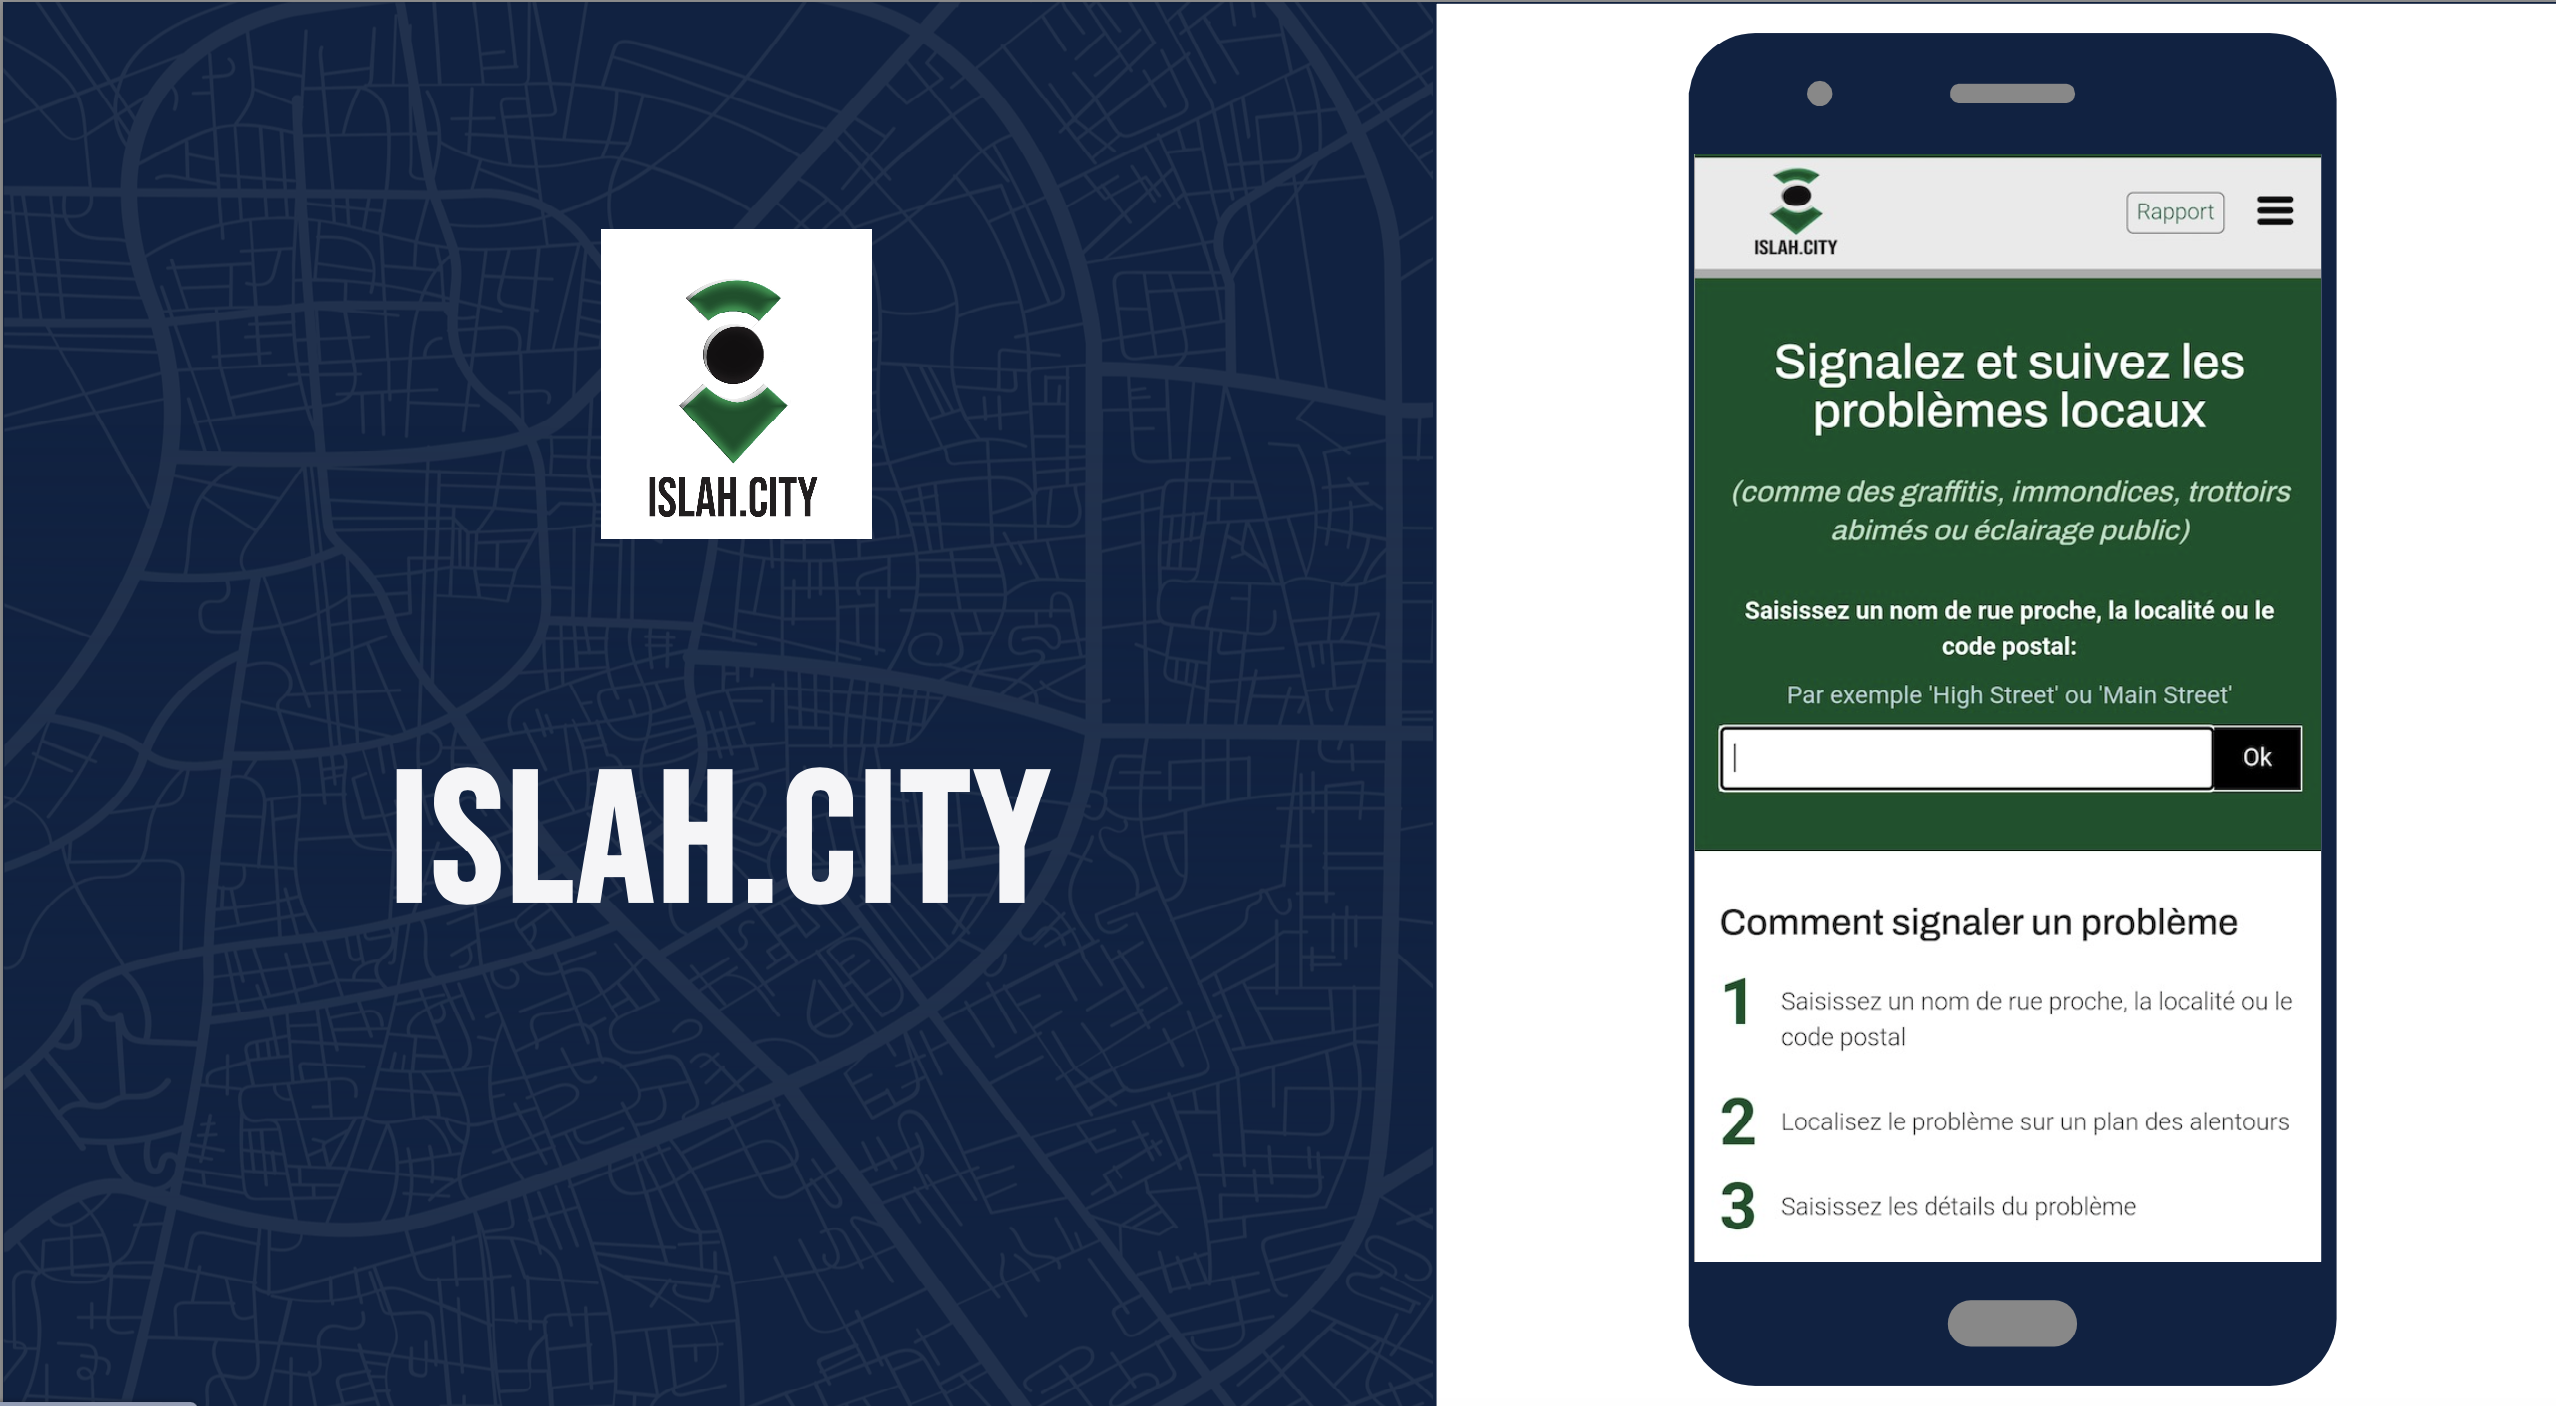 ISLAH.CITY
ISLAH.CITY
ISLAH.CITY
Rapport
Signalez et suivez les
problèmes locaux
(comme des graffitis, immondices, trottoirs
abimés ou éclairage public)
Saisissez un nom de rue proche, la localité ou le
code postal:
Par exemple 'High Street' ou 'Main Street'
Ok
Comment signaler un problème
1 Saisissez un nom de rue proche, la localité ou le
code postal
2 Localisez le problème sur un plan des alentours
3 Saisissez les détails du problème